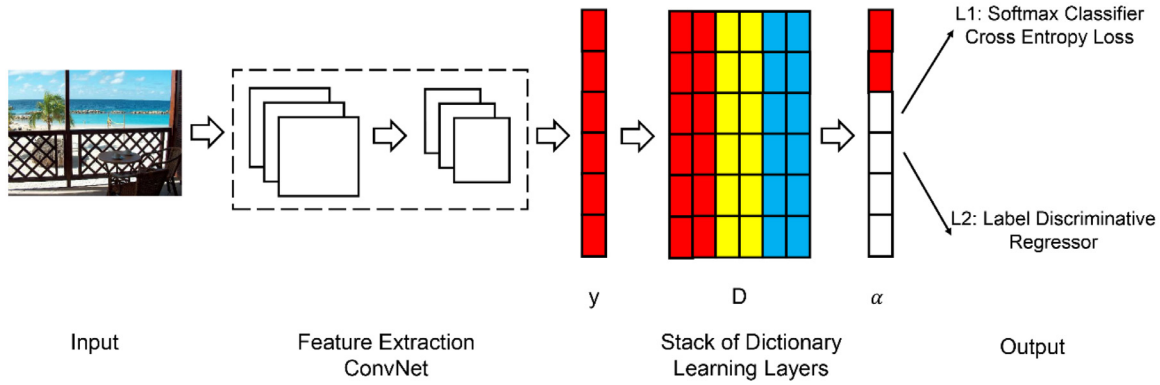 L1: Softmax Classifier
Cross Entropy Loss
L2: Label Discriminative
Regressor
y
D
α
Input
Feature Extraction
ConvNet
Stack of Dictionary
Learning Layers
Output